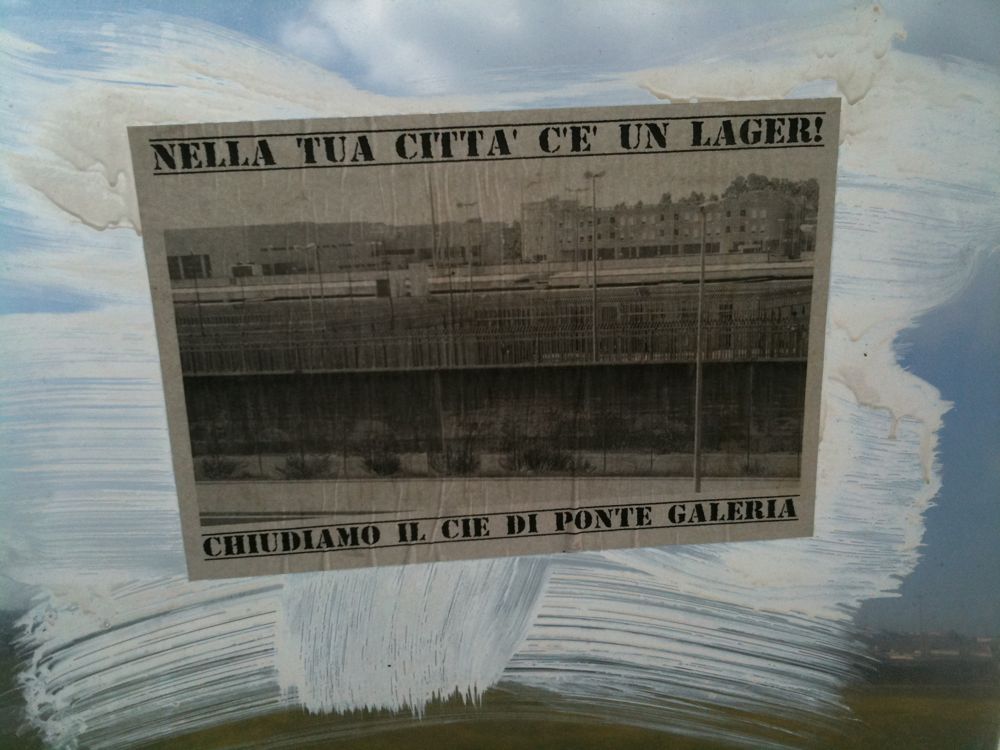 NELLA TUA CITTA' C'E' UN LAGER!
CHIUDIAMO IL CIE DI PONTE GALERIA